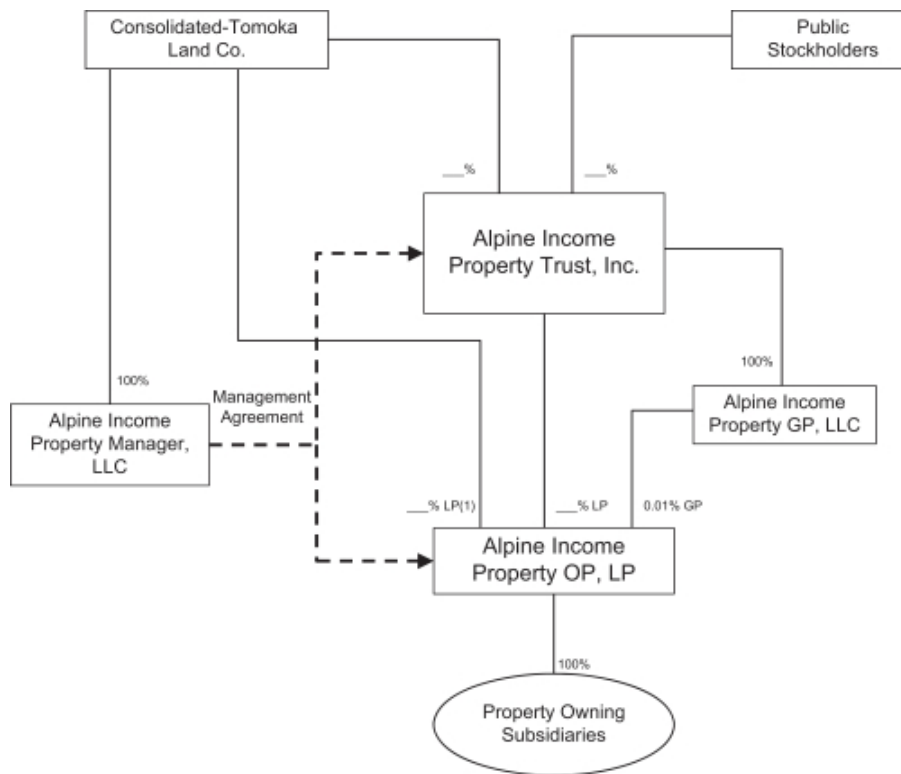 Consolidated-Tomoka
Land Co.
Public
Stockholders
___%
___%
Alpine Income
Property Trust, Inc.
100%
100%
Management
Agreement
Alpine Income
Property Manager,
LLC
Alpine Income
Property GP, LLC
___% LP(1)
___% LP
0.01% GP
Alpine Income
Property OP, LP
100%
Property Owning
Subsidiaries